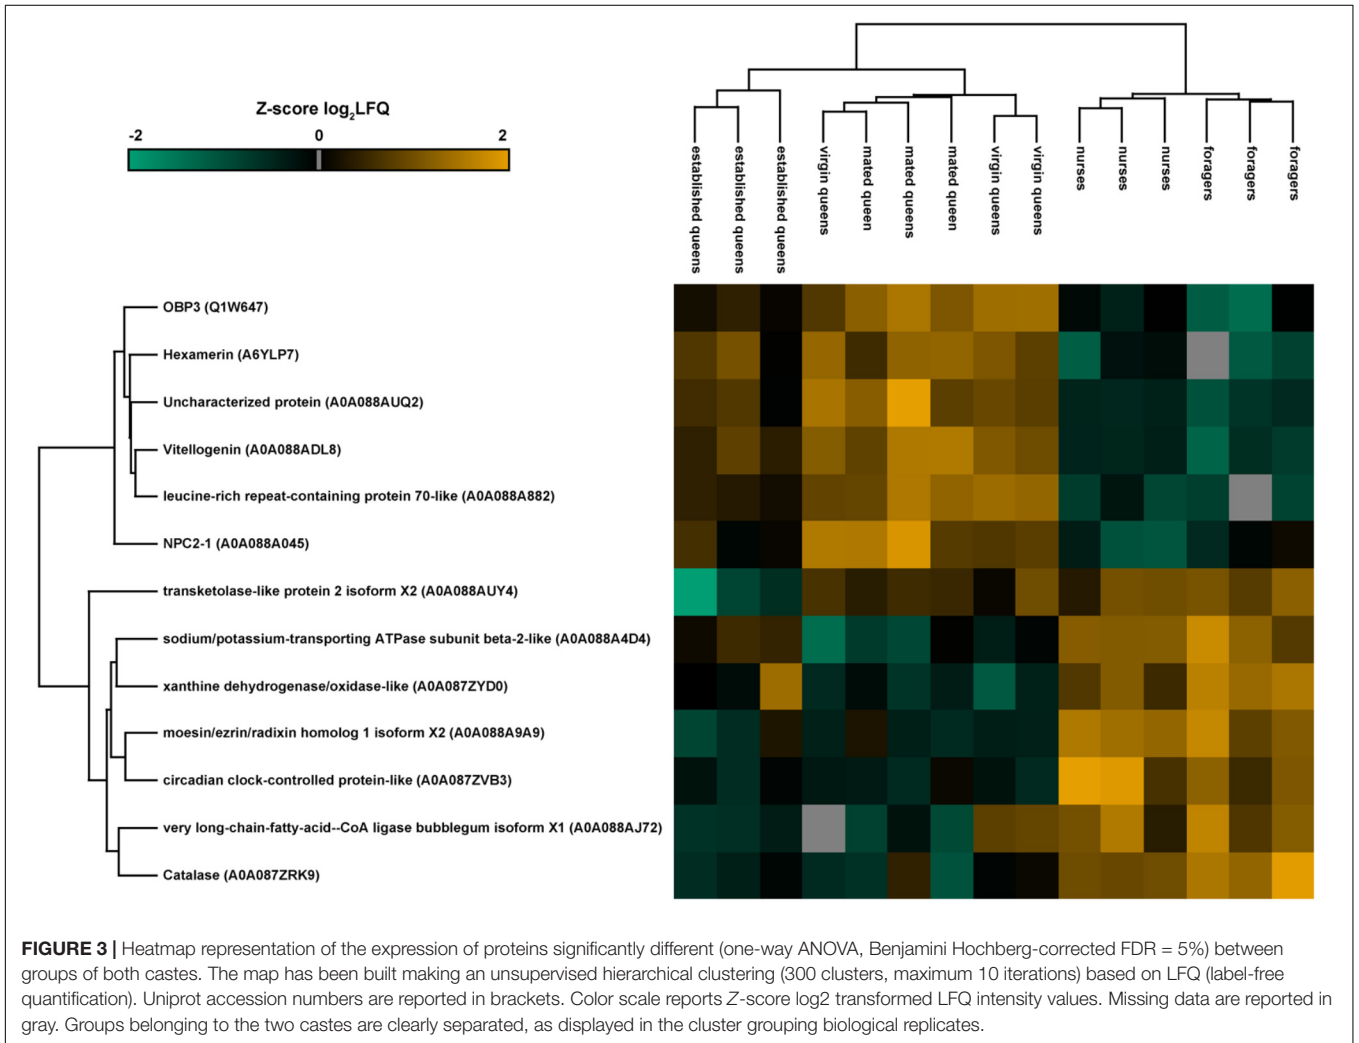 Z-score log2LFQ
-2 0 2
established queens
established queens
established queens
virgin queens
mated queen
mated queens
mated queen
virgin queens
virgin queens
nurses
nurses
nurses
foragers
foragers
foragers
OBP3 (Q1W647)
Hexamerin (A6YLP7)
Uncharacterized protein (A0A088AUQ2)
Vitellogenin (A0A088ADL8)
leucine-rich repeat-containing protein 70-like (A0A088A882)
NPC2-1 (A0A088A045)
transketolase-like protein 2 isoform X2 (A0A088AUY4)
sodium/potassium-transporting ATPase subunit beta-2-like (A0A088A4D4)
xanthine dehydrogenase/oxidase-like (A0A087ZYD0)
moesin/ezrin/radixin homolog 1 isoform X2 (A0A088A9A9)
circadian clock-controlled protein-like (A0A087ZVB3)
very long-chain-fatty-acid--CoA ligase bubblegum isoform X1 (A0A088AJ72)
Catalase (A0A087ZRK9)
FIGURE 3 | Heatmap representation of the expression of proteins significantly different (one-way ANOVA, Benjamini Hochberg-corrected FDR = 5%) between
groups of both castes. The map has been built making an unsupervised hierarchical clustering (300 clusters, maximum 10 iterations) based on LFQ (label-free
quantification). Uniprot accession numbers are reported in brackets. Color scale reports Z-score log2 transformed LFQ intensity values. Missing data are reported in
gray. Groups belonging to the two castes are clearly separated, as displayed in the cluster grouping biological replicates.